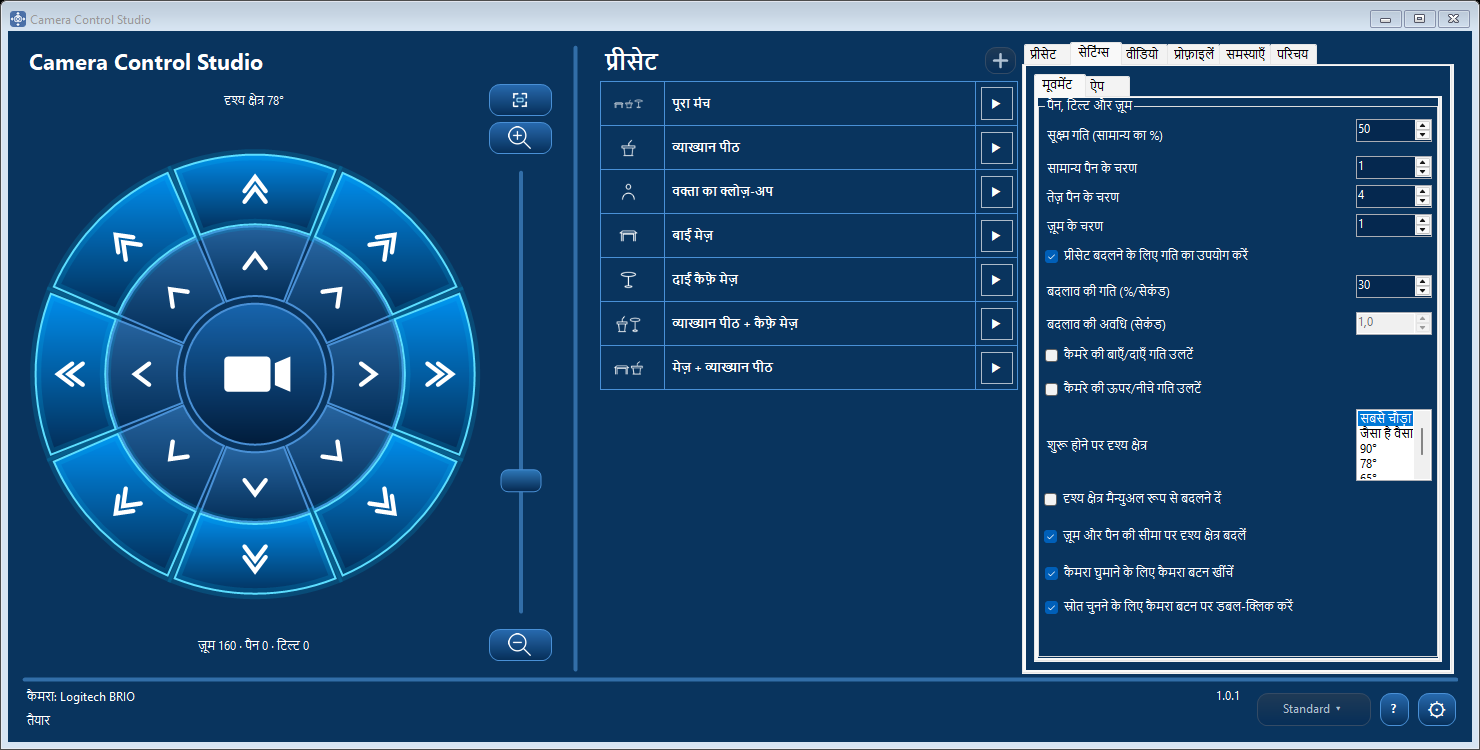 Camera Control Studio
Camera Control Studio
दृश्य क्षेत्र 78°
ज़ूम 160 · पैन 0 · टिल्ट 0
प्रीसेट
पूरा मंच
व्याख्यान पीठ
वक्ता का क्लोज़-अप
बाईं मेज़
दाईं कैफ़े मेज़
व्याख्यान पीठ + कैफ़े मेज़
मेज़ + व्याख्यान पीठ
प्रीसेट सेटिंग्स वीडियो प्रोफ़ाइलें समस्याएँ परिचय
मूवमेंट ऐप
पैन, टिल्ट और ज़ूम
सूक्ष्म गति (सामान्य का %) 50
सामान्य पैन के चरण 1
तेज़ पैन के चरण 4
ज़ूम के चरण 1
प्रीसेट बदलने के लिए गति का उपयोग करें
बदलाव की गति (%/सेकंड) 30
बदलाव की अवधि (सेकंड) 1,0
कैमरे की बाएँ/दाएँ गति उलटें
कैमरे की ऊपर/नीचे गति उलटें
शुरू होने पर दृश्य क्षेत्र
सबसे चौड़ा
जैसा है वैसा
90°
78°
65°
दृश्य क्षेत्र मैन्युअल रूप से बदलने दें
ज़ूम और पैन की सीमा पर दृश्य क्षेत्र बदलें
कैमरा घुमाने के लिए कैमरा बटन खींचें
स्रोत चुनने के लिए कैमरा बटन पर डबल-क्लिक करें
कैमरा: Logitech BRIO
तैयार
1.0.1
Standard
?